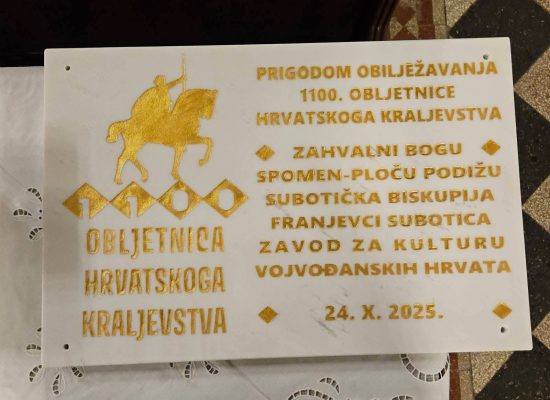 1100
OBLJETNICA
HRVATSKOGA
KRALJEVSTVA
PRIGODOM OBILJEŽAVANJA
1100. OBLJETNICE
HRVATSKOGA KRALJEVSTVA
ZAHVALNI BOGU
SPOMEN-PLOČU PODIŽU
SUBOTIČKA BISKUPIJA
FRANJEVCI SUBOTICA
ZAVOD ZA KULTURU
VOJVOĐANSKIH HRVATA
24. X. 2025.